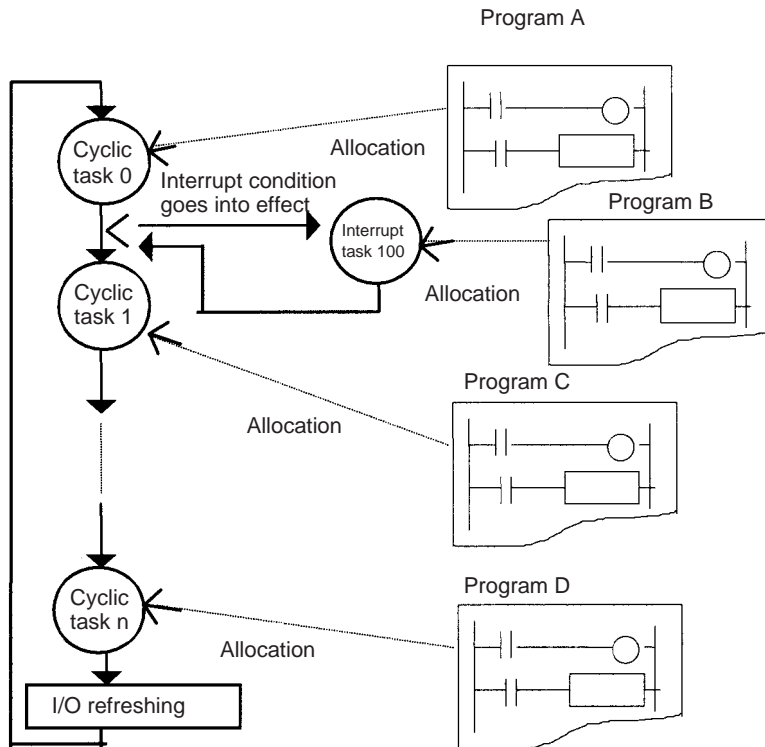 Program A
Cyclic
task 0
Allocation
Interrupt condition
goes into effect
Program B
Interrupt
task 100
Allocation
Cyclic
task 1
Program C
Allocation
Cyclic
task n
Program D
Allocation
I/O refreshing